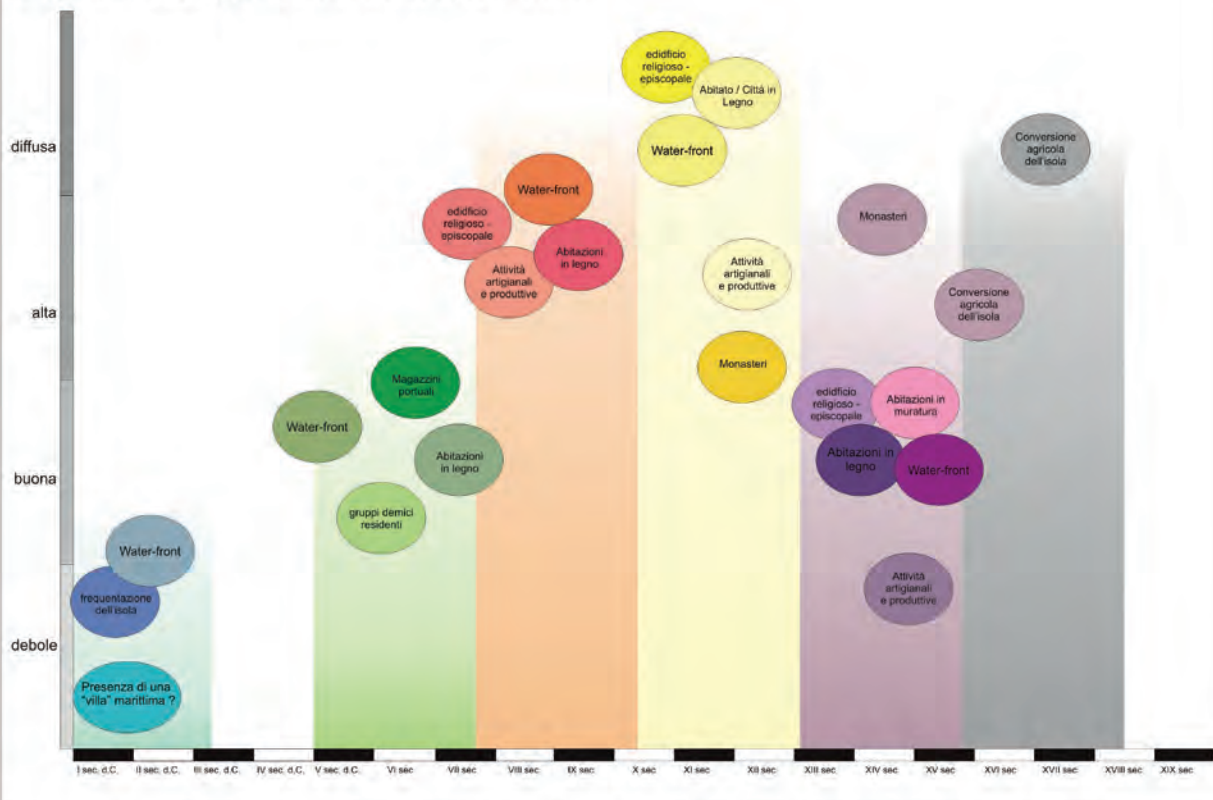 diffusa
alta
buona
debole
edidficio
religioso -
episcopale
Abitato / Città in
Legno
Water-front
Conversione
agricola
dell'isola
Water-front
edidficio
religioso -
episcopale
Abitazioni
in legno
Attività
artigianali
e produttive
Monasteri
Attività
artigianali
e produttive
Conversione
agricola
dell'isola
Magazzini
portuali
Monasteri
Water-front
edidficio
religioso -
episcopale
Abitazioni in
muratura
Abitazioni
in legno
Abitazioni in
legno
Water-front
gruppi demici
residenti
Water-front
frequentazione
dell'isola
Attività
artigianali
e produttive
Presenza di una
"villa" marittima ?
I sec. d.C.
II sec. d.C.
III sec. d.C.
IV sec. d.C.
V sec. d.C.
VI sec
VII sec
VIII sec
IX sec
X sec
XI sec
XII sec
XIII sec
XIV sec
XV sec
XVI sec
XVII sec
XVIII sec
XIX sec